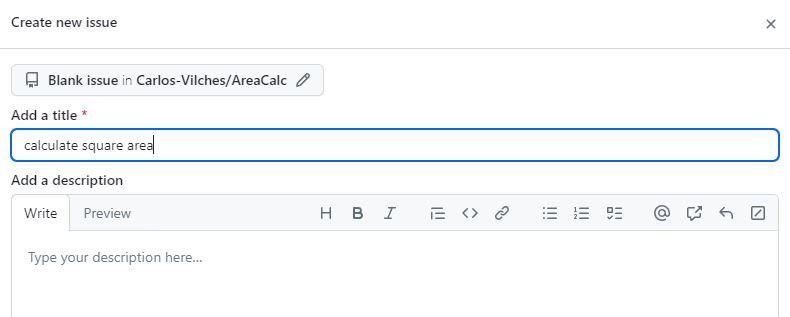 Create new issue
Blank issue in Carlos-Vilches/AreaCalc
Add a title *
calculate square area
Add a description
Write Preview
Type your description here...